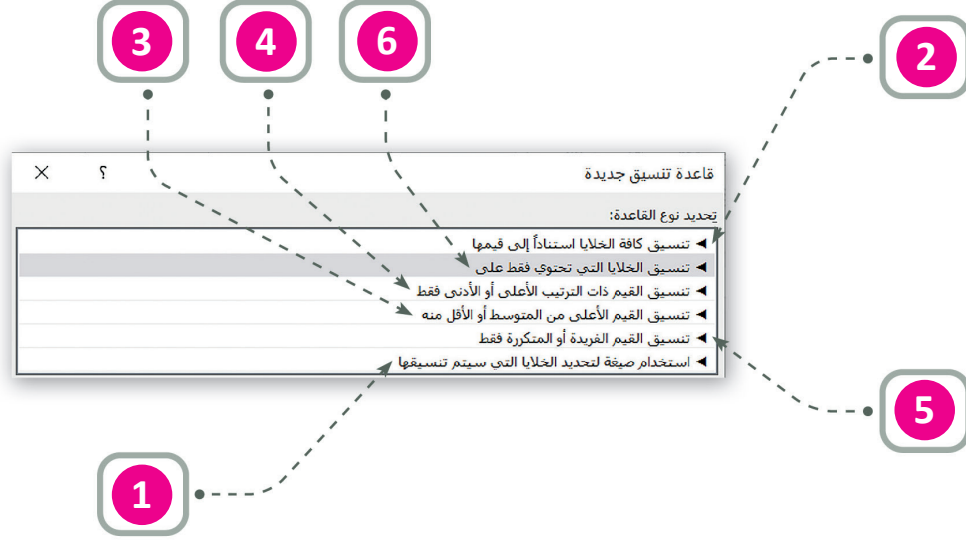 3 4 6 2
قاعدة تنسيق جديدة ؟
تحديد نوع القاعدة:
◄ تنسيق كافة الخلايا استناداً إلى قيمها
◄ تنسيق الخلايا التي تحتوي فقط على
◄ تنسيق القيم ذات الترتيب الأعلى أو الأدنى فقط
◄ تنسيق القيم الأعلى من المتوسط أو الأقل منه
◄ تنسيق القيم الفريدة أو المتكررة فقط
◄ استخدام صيغة لتحديد الخلايا التي سيتم تنسيقها
5
1